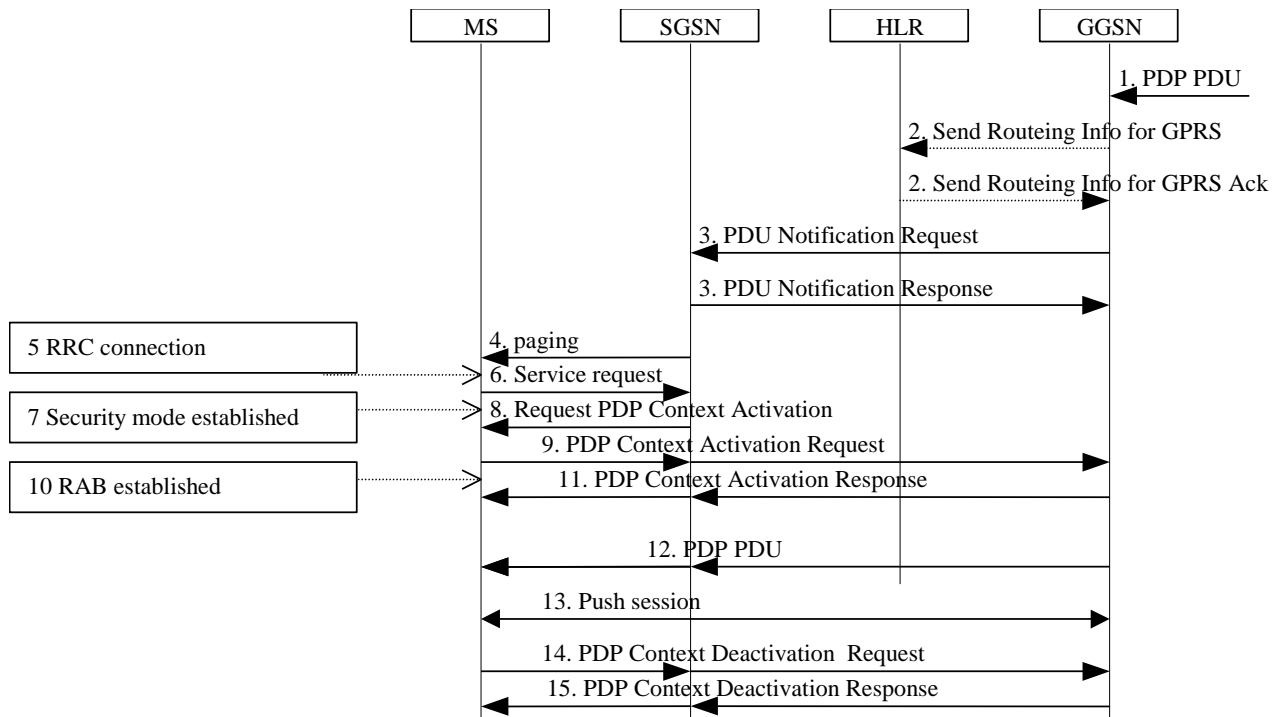 MS
SGSN
HLR
GGSN
1. PDP PDU
2. Send Routeing Info for GPRS
2. Send Routeing Info for GPRS Ack
3. PDU Notification Request
3. PDU Notification Response
4. paging
5 RRC connection
6. Service request
7 Security mode established
8. Request PDP Context Activation
9. PDP Context Activation Request
10 RAB established
11. PDP Context Activation Response
12. PDP PDU
13. Push session
14. PDP Context Deactivation Request
15. PDP Context Deactivation Response